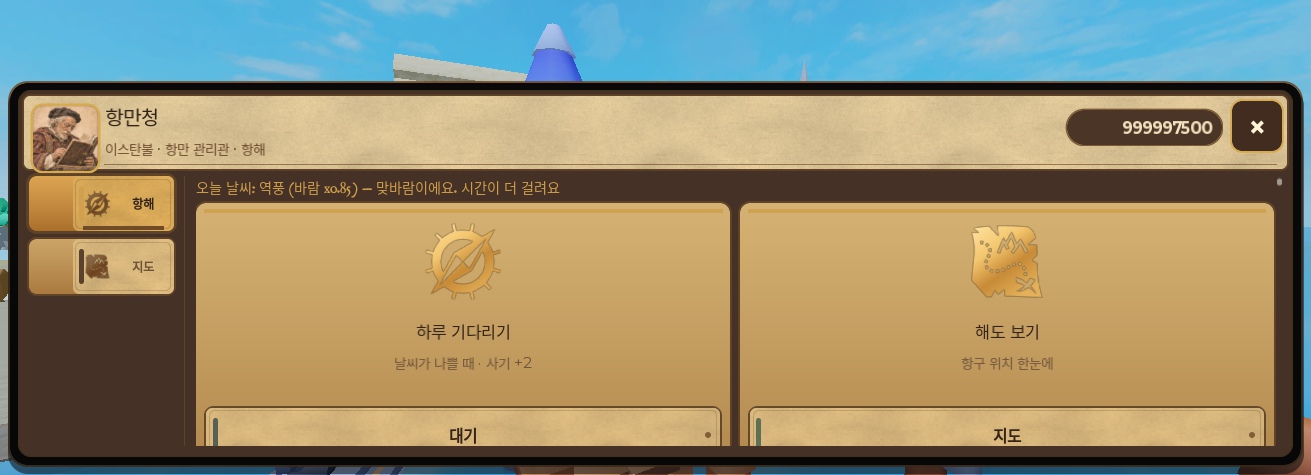 항만청
이스탄불 · 항만 관리관 · 항해
999997500
항해
지도
오늘 날씨: 역풍 (바람 x0.85) — 맞바람이에요. 시간이 더 걸려요
하루 기다리기
날씨가 나쁠 때 · 사기 +2
대기
해도 보기
항구 위치 한눈에
지도